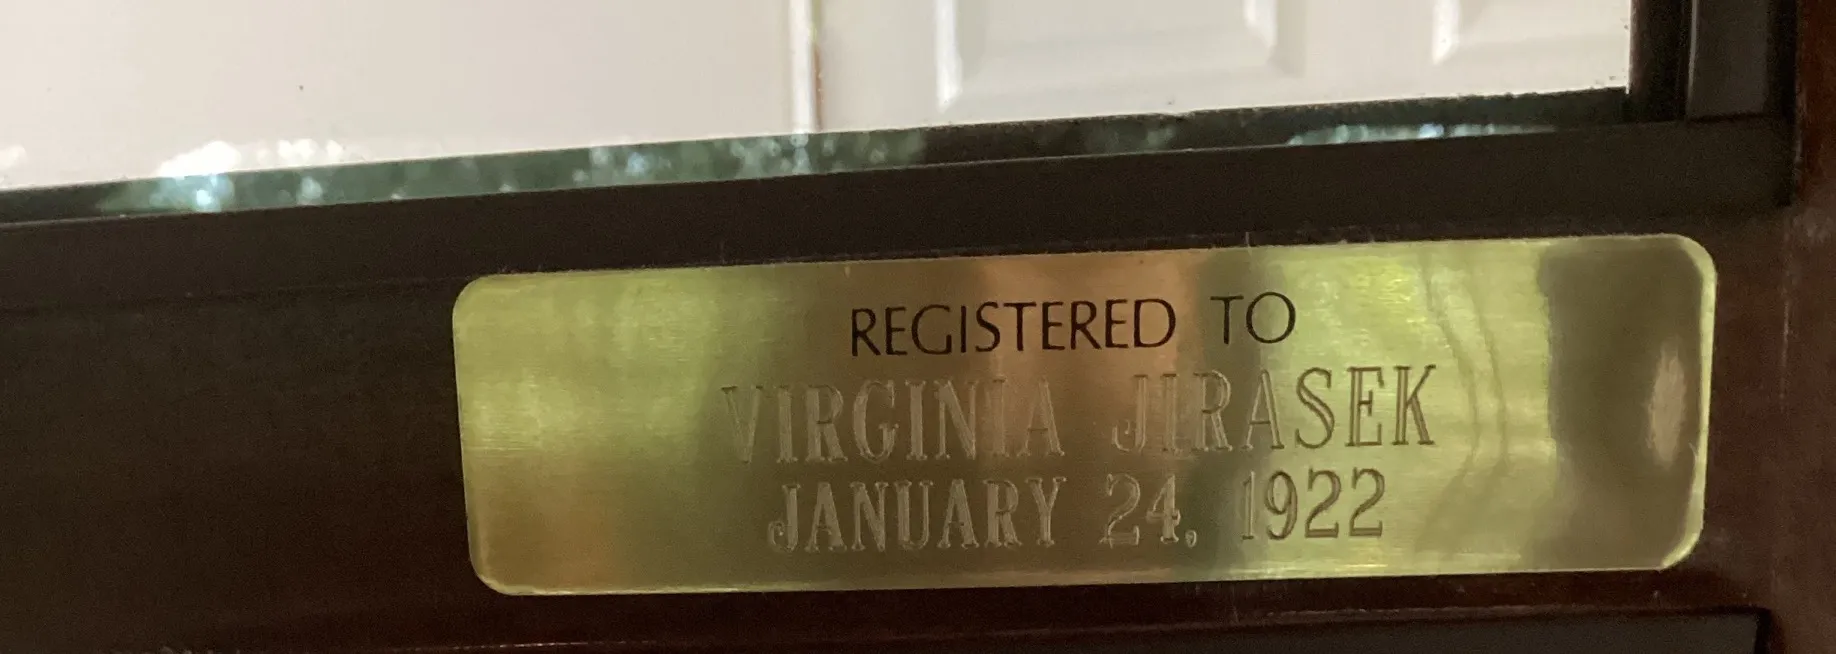 REGISTERED TO
VIRGINIA JIRASEK
JANUARY 24, 1922